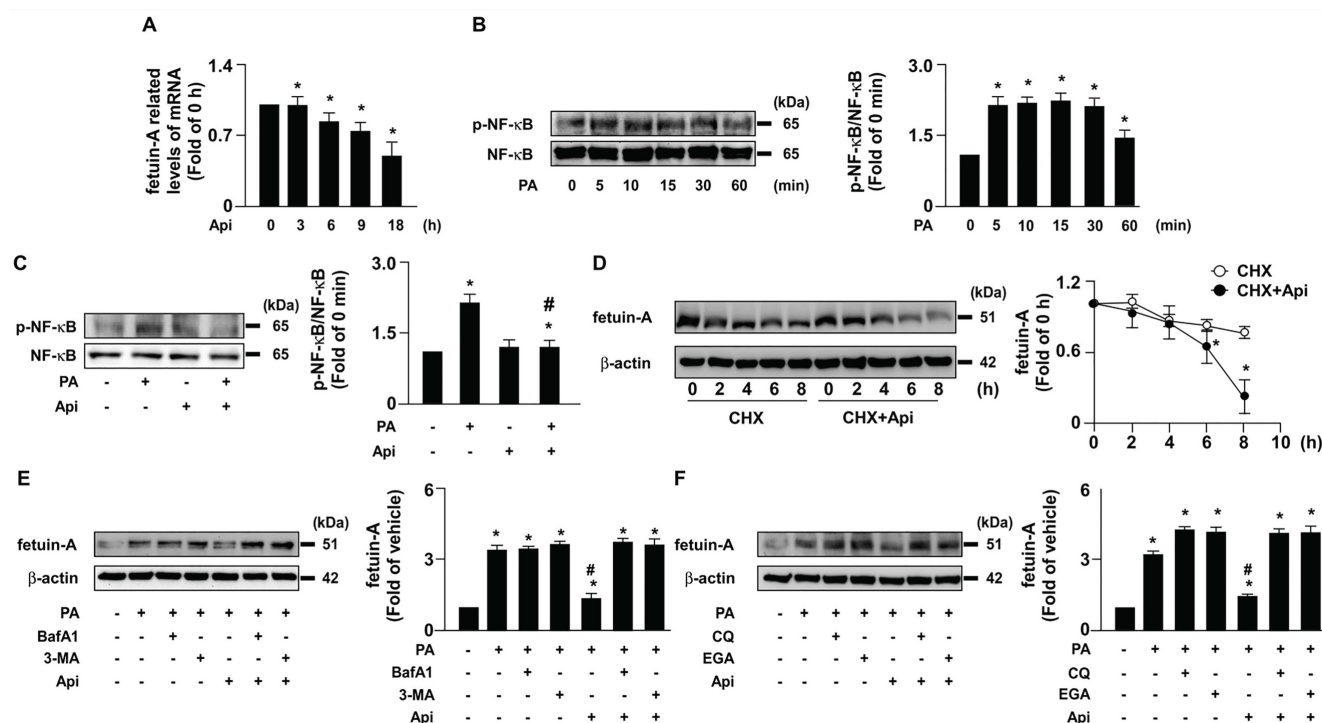 A
fetuin-A related
levels of mRNA
(Fold of 0 h)
1.4
0.7
0
* * * *
Api 0 3 6 9 18 (h)
B
(kDa)
p-NF-κB 65
NF-κB 65
PA 0 5 10 15 30 60 (min)
p-NF-κB/NF-κB
(Fold of 0 min)
3.0
1.5
0
* * * * *
PA 0 5 10 15 30 60 (min)
C
(kDa)
p-NF-κB 65
NF-κB 65
PA - + - +
Api - - + +
p-NF-κB/NF-κB
(Fold of 0 min)
3.0
1.5
0
*
#
*
PA - + - +
Api - - + +
D
(kDa)
fetuin-A 51
β-actin 42
0 2 4 6 8 0 2 4 6 8 (h)
CHX CHX+Api
fetuin-A
(Fold of 0 h)
1.2
0.6
0
CHX
CHX+Api
*
*
0 2 4 6 8 10 (h)
E
(kDa)
fetuin-A 51
β-actin 42
PA - + + + + + +
BafA1 - - + - - + -
3-MA - - - + - - +
Api - - - - + + +
fetuin-A
(Fold of vehicle)
6
3
0
* * * * *
#
*
PA - + + + + + +
BafA1 - - + - - + -
3-MA - - - + - - +
Api - - - - + + +
F
(kDa)
fetuin-A 51
β-actin 42
PA - + + + + + +
CQ - - + - - + -
EGA - - - + - - +
Api - - - - + + +
fetuin-A
(Fold of vehicle)
6
3
0
* * * * *
#
*
PA - + + + + + +
CQ - - + - - + -
EGA - - - + - - +
Api - - - - + + +